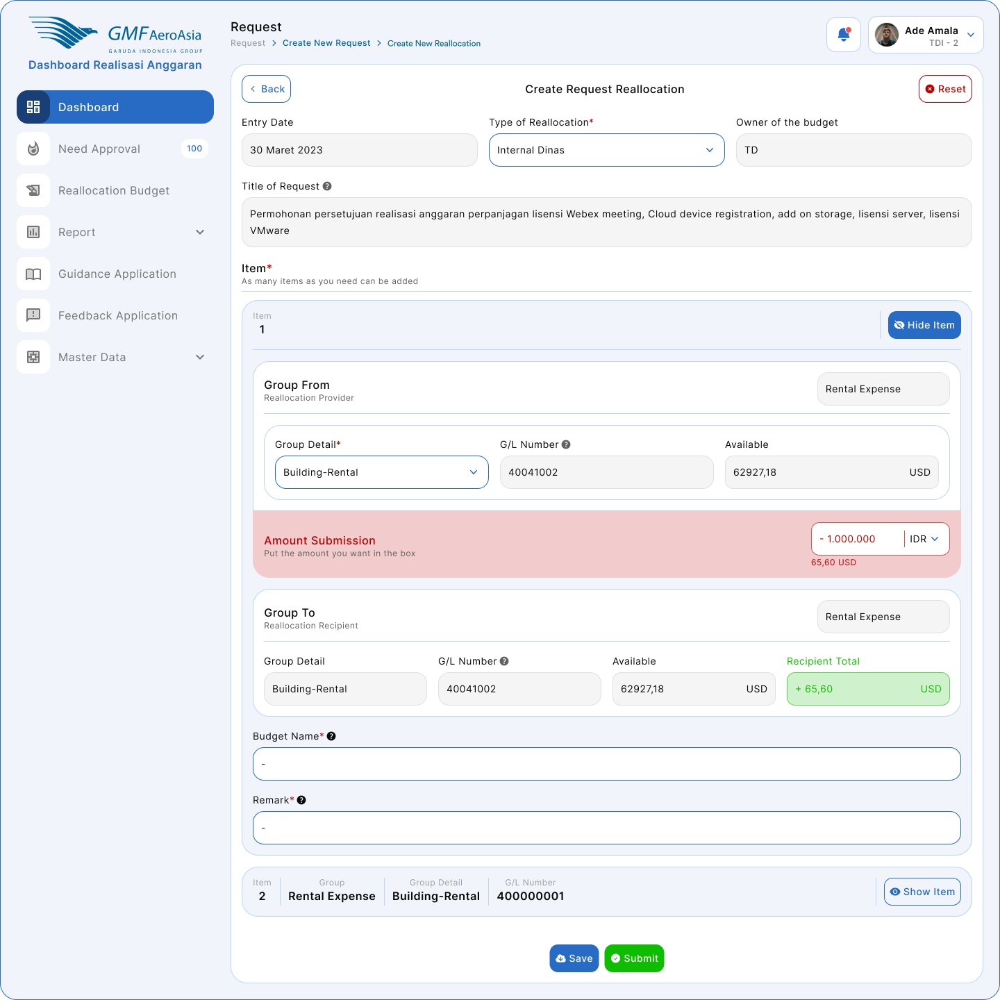 GMF AeroAsia
GARUDA INDONESIA GROUP
Dashboard Realisasi Anggaran
Dashboard
Need Approval
100
Reallocation Budget
Report
Guidance Application
Feedback Application
Master Data
Request
Request > Create New Request > Create New Reallocation
Ade Amala
TDI - 2
Back
Create Request Reallocation
Reset
Entry Date
30 Maret 2023
Type of Reallocation*
Internal Dinas
Owner of the budget
TD
Title of Request ?
Permohonan persetujuan realisasi anggaran perpanjagan lisensi Webex meeting, Cloud device registration, add on storage, lisensi server, lisensi
VMware
Item*
As many items as you need can be added
Item
1
Hide Item
Group From
Reallocation Provider
Rental Expense
Group Detail*
Building-Rental
G/L Number ?
40041002
Available
62927,18 USD
Amount Submission
Put the amount you want in the box
- 1.000.000 IDR
65,60 USD
Group To
Reallocation Recipient
Rental Expense
Group Detail
Building-Rental
G/L Number ?
40041002
Available
62927,18 USD
Recipient Total
+ 65,60 USD
Budget Name* ?
-
Remark* ?
-
Item
2
Group
Rental Expense
Group Detail
Building-Rental
G/L Number
400000001
Show Item
Save
Submit